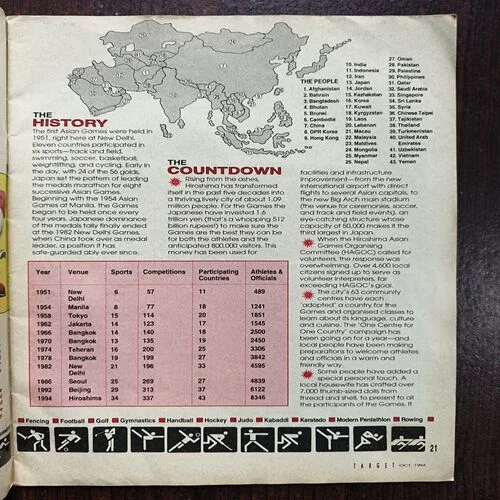 THE PEOPLE
1. Afghanistan
2. Bahrain
3. Bangladesh
4. Bhutan
5. Brunei
6. Cambodia
7. China
8. DPR Korea
9. Hong Kong
10. India
11. Indonesia
12. Iran
13. Japan
14. Jordan
15. Kazhakstan
16. Korea
17. Kuwait
18. Kyrgyzstan
19. Laos
20. Lebanon
21. Macau
22. Malaysia
23. Maldives
24. Mongolia
25. Myanmar
26. Nepal
27. Oman
28. Pakistan
29. Palestine
30. Philippines
31. Qatar
32. Saudi Arabia
33. Singapore
34. Sri Lanka
35. Syria
36. Chinese Taipei
37. Tajikistan
38. Thailand
39. Turkmenistan
40. United Arab
Emirates
41. Uzbekistan
42. Vietnam
43. Yemen
THE
HISTORY
The first Asian Games were held in
1951, right here at New Delhi.
Eleven countries participated in
six sports—track and field,
swimming, soccer, basketball,
weightlifting, and cycling. Early in
the day, with 24 of the 56 golds,
Japan set the pattern of leading
the medals marathon for eight
successive Asian Games.
Beginning with the 1954 Asian
Games at Manila, the Games
began to be held once every
four years. Japanese dominance
of the medals tally finally ended
at the 1982 New Delhi Games,
when China took over as medal
leader, a position it has
safe-guarded ably ever since.
THE
COUNTDOWN
Rising from the ashes,
Hiroshima has transformed
itself in the past five decades into
a thriving, lively city of about 1.09
million people. For the Games the
Japanese have invested 1.6
trillion yen (that's a whopping 512
billion rupees!) to make sure the
Games are the best they can be
for both the athletes and the
anticipated 800,000 visitors. This
money has been used for
facilities and infrastructure
improvement—from the new
international airport with direct
flights to several Asian capitals, to
the new Big Arch main stadium
(the venue for ceremonies, soccer,
and track and field events), an
eye-catching structure whose
capacity of 50,000 makes it the
third largest in Japan.
When the Hiroshima Asian
Games Organising
Committee (HAGOC) called for
volunteers, the response was
overwhelming. Over 4,600 local
citizens signed up to serve as
volunteer interpreters, far
exceeding HAGOC's goal.
The city's 63 community
centres have each
'adopted' a country for the
Games and organised classes to
learn about its language, culture
and cuisine. The 'One Centre for
One Country' campaign has
been going on for a year—and
local people have been making
preparations to welcome athletes
and officials in a warm and
friendly way.
Some people have added a
special personal touch. A
local housewife has crafted over
7,000 thumb-sized dolls from
thread and shell, to present to all
the participants of the Games. It
Year Venue Sports Competitions Participating Countries Athletes & Officials
1951 New Delhi 6 57 11 489
1954 Manila 8 77 18 1241
1958 Tokyo 15 114 20 1851
1962 Jakarta 14 123 17 1545
1966 Bangkok 14 140 18 2500
1970 Bangkok 13 135 19 2450
1974 Teheran 16 200 25 3306
1978 Bangkok 19 199 27 3842
1982 New Delhi 21 196 33 4595
1986 Seoul 25 269 27 4839
1992 Beijing 29 313 37 6122
1994 Hiroshima 34 337 43 8346
Fencing Football Golf Gymnastics Handball Hockey Judo Kabaddi Karatedo Modern Pentathlon Rowing
21
TARGET OCT. 1994